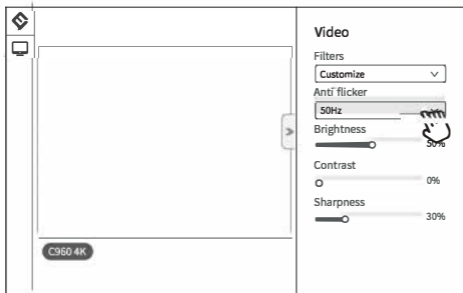 Video
Filters
Customize
Anti flicker
50Hz
Brightness
50%
Contrast
0%
Sharpness
30%
C960 4K